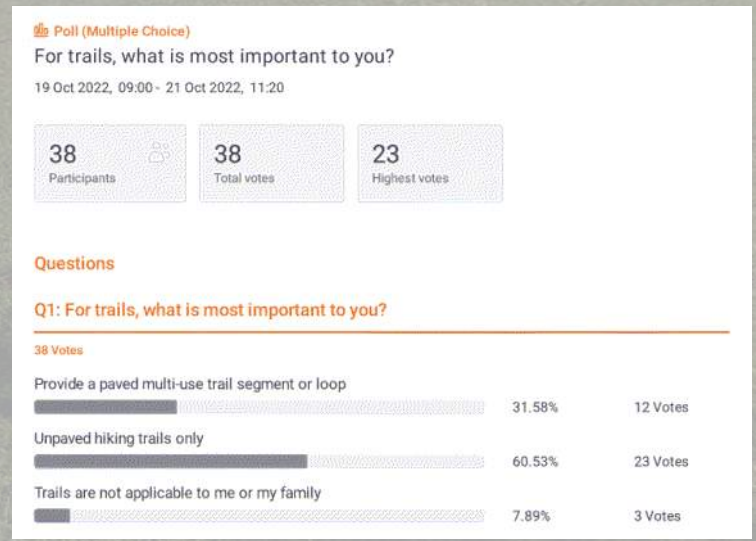 Poll (Multiple Choice)
For trails, what is most important to you?
19 Oct 2022, 09:00 - 21 Oct 2022, 11:20
38
Participants
38
Total votes
23
Highest votes
Questions
Q1: For trails, what is most important to you?
38 Votes
Provide a paved multi-use trail segment or loop
31.58% 12 Votes
Unpaved hiking trails only
60.53% 23 Votes
Trails are not applicable to me or my family
7.89% 3 Votes